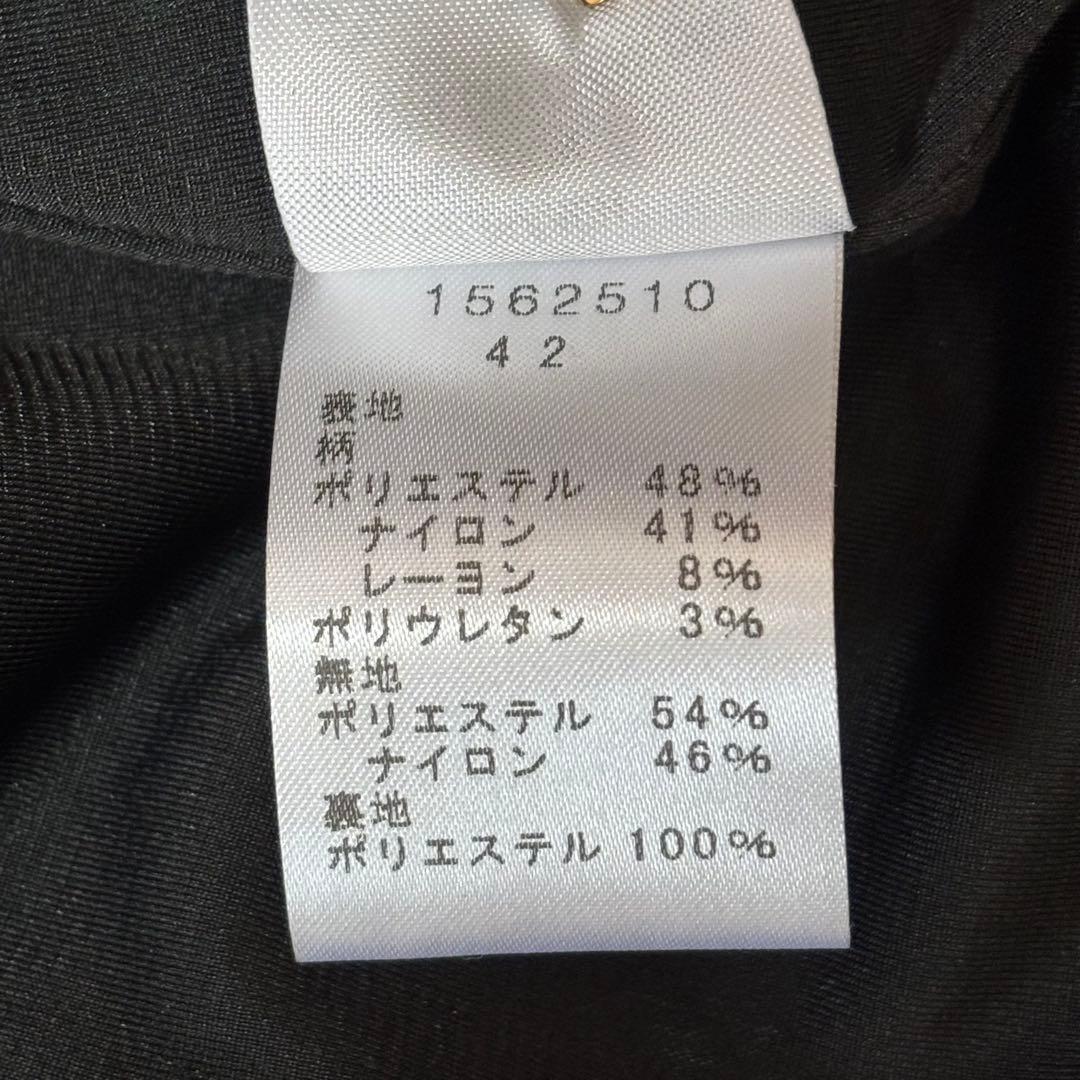 1562510
42
表地
柄
ポリエステル 48%
ナイロン 41%
レーヨン 8%
ポリウレタン 3%
無地
ポリエステル 54%
ナイロン 46%
裏地
ポリエステル 100%